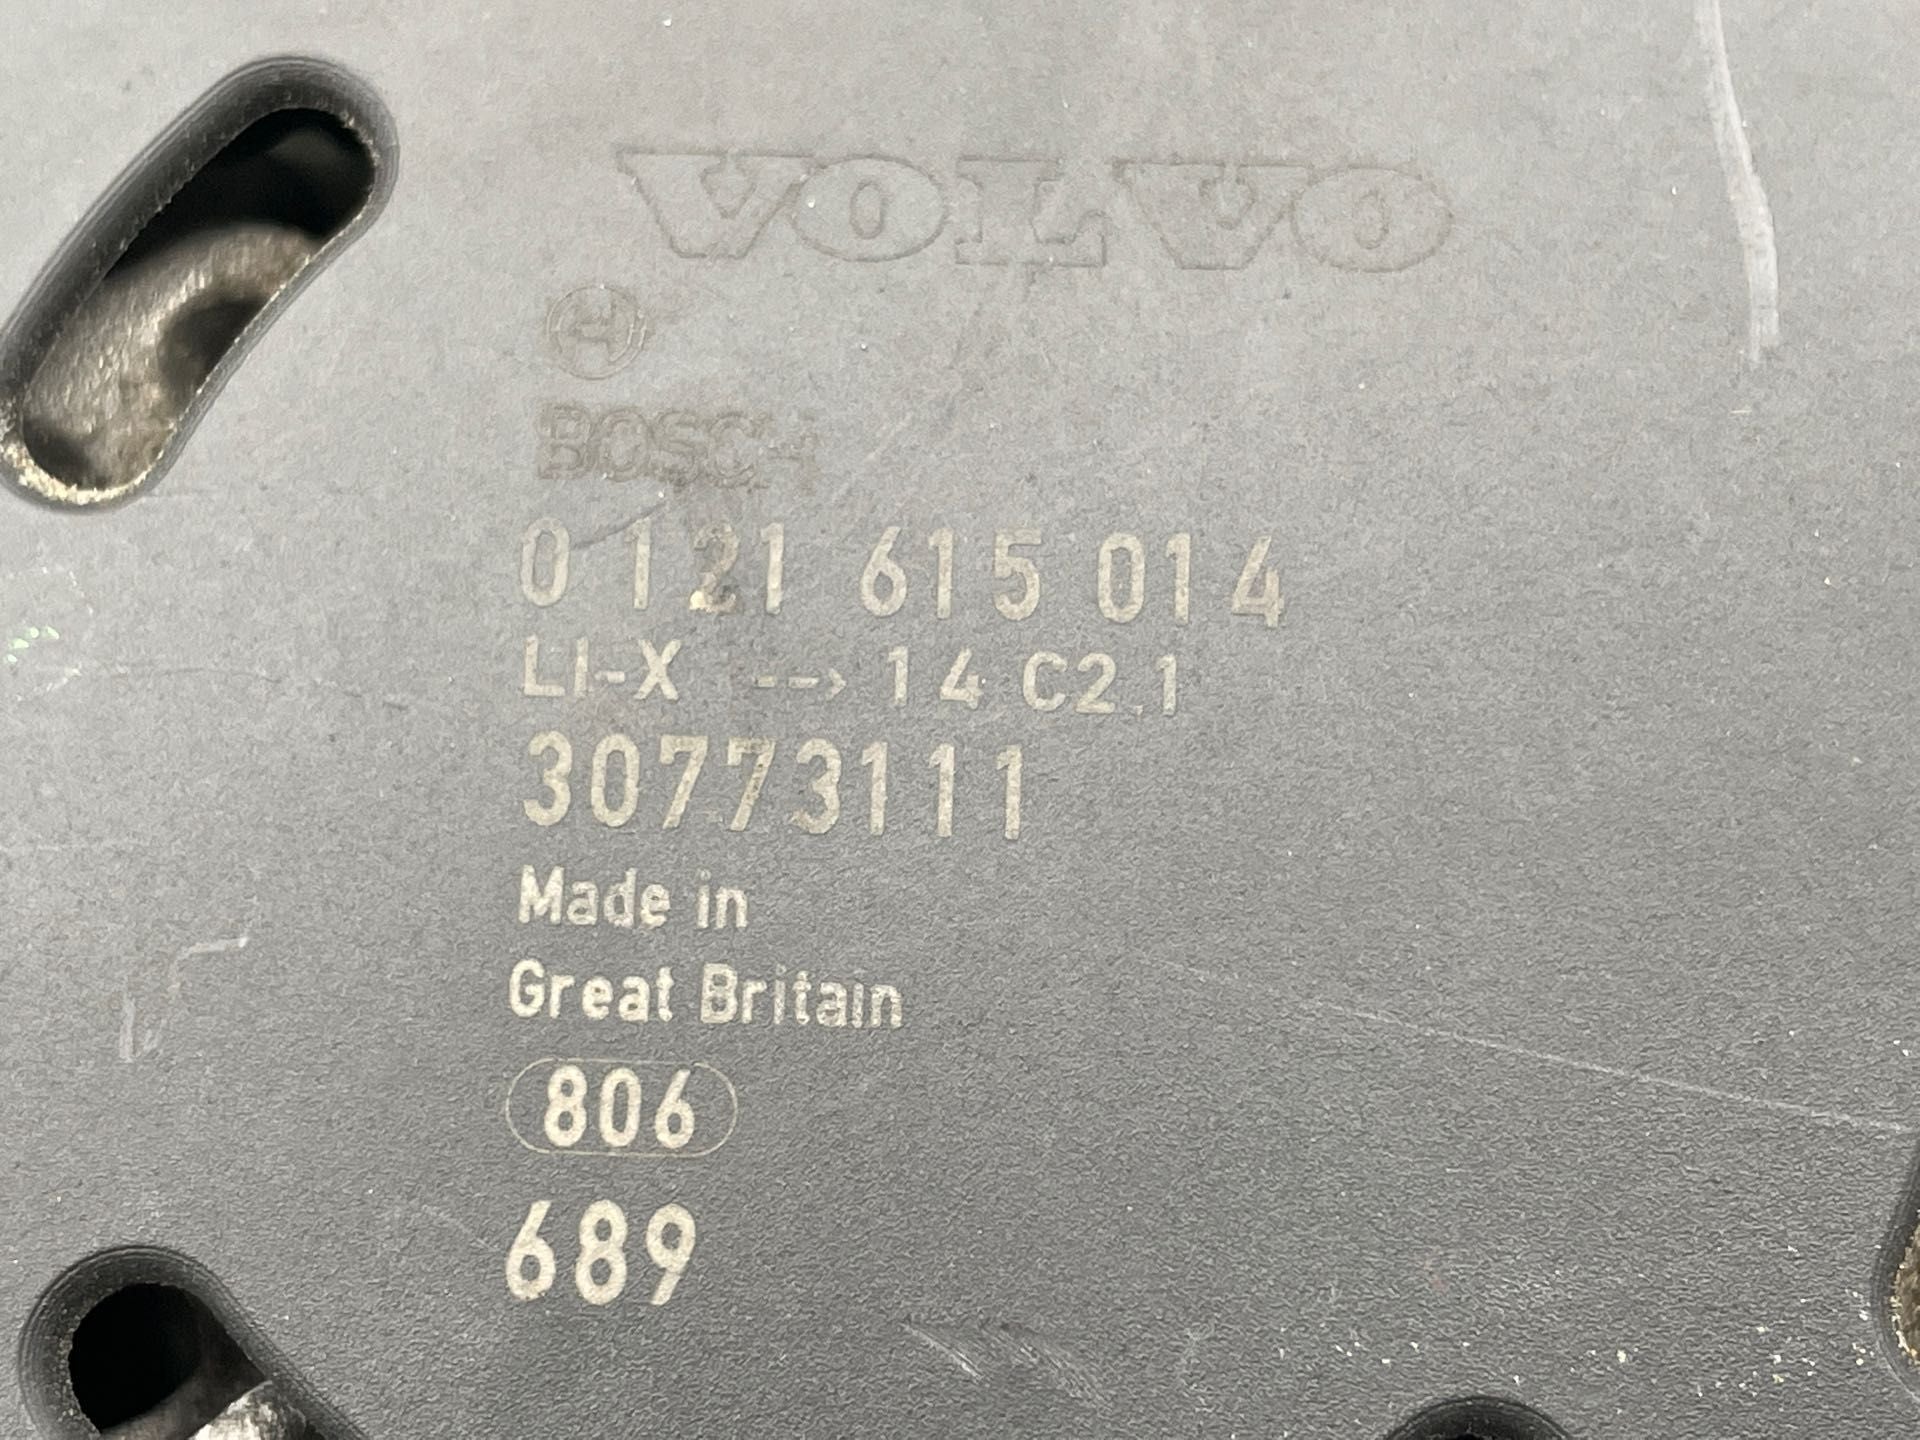 VOLVO
BOSCH
0 121 615 014
LI-X --> 14 C2.1
30773111
Made in
Great Britain
806
689